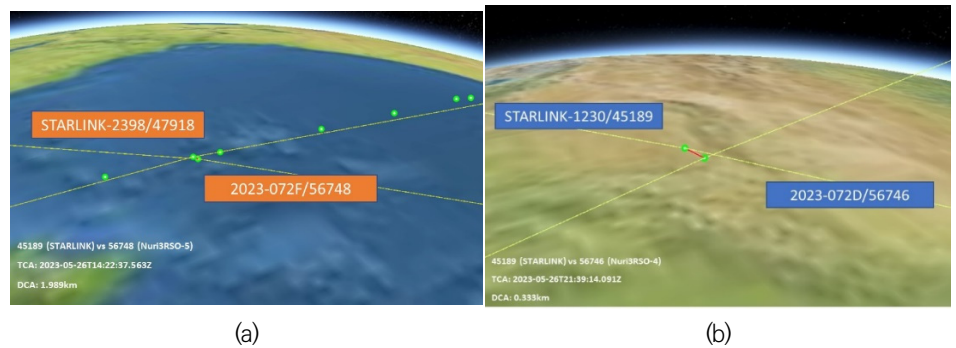 STARLINK-2398/47918
2023-072F/56748
45189 (STARLINK) vs 56748 (Nuri3RSO-5)
TCA: 2023-05-26T14:22:37.563Z
DCA: 1.989km
(a)
STARLINK-1230/45189
2023-072D/56746
45189 (STARLINK) vs 56746 (Nuri3RSO-4)
TCA: 2023-05-26T21:39:14.091Z
DCA: 0.333km
(b)